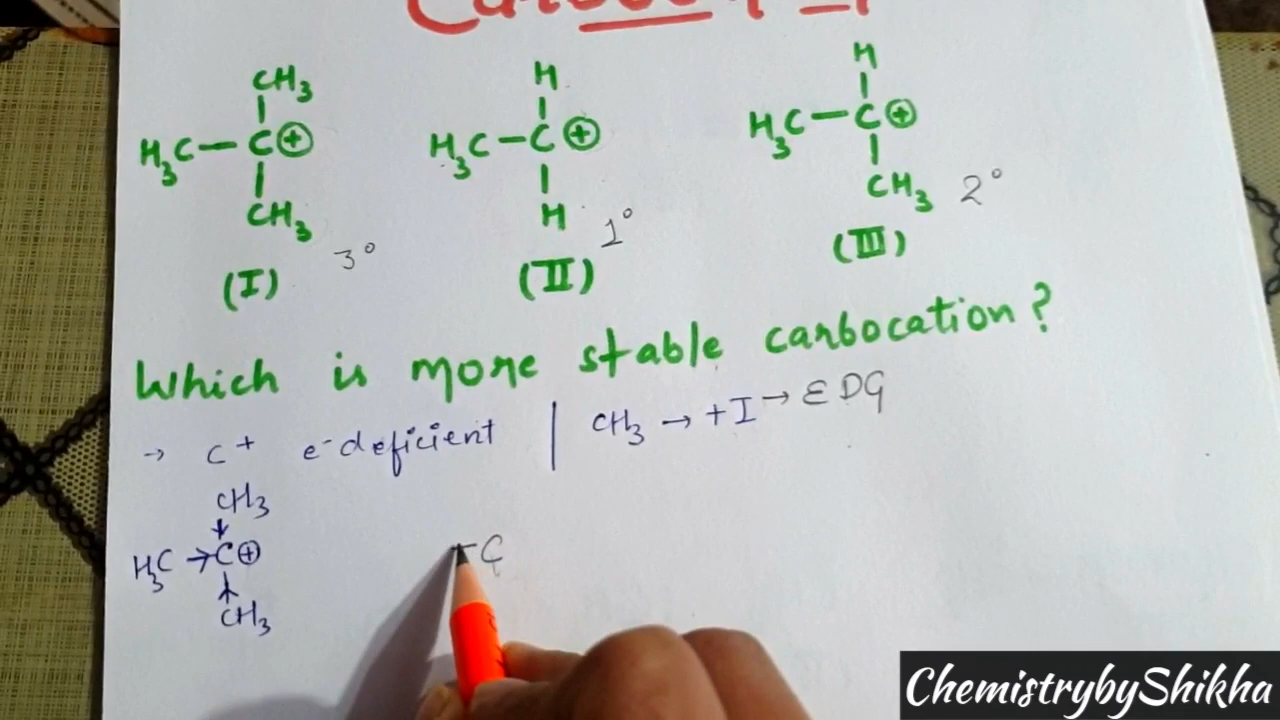 CH3 H H
H3C-C⊕ H3C-C⊕ H3C-C⊕
CH3 H CH3
3° 1° 2°
(I) (II) (III)
Which is more stable carbocation?
→ C+ e-deficient | CH3 → +I → EDG
CH3
H3C→C⊕ -C
CH3
ChemistrybyShikha